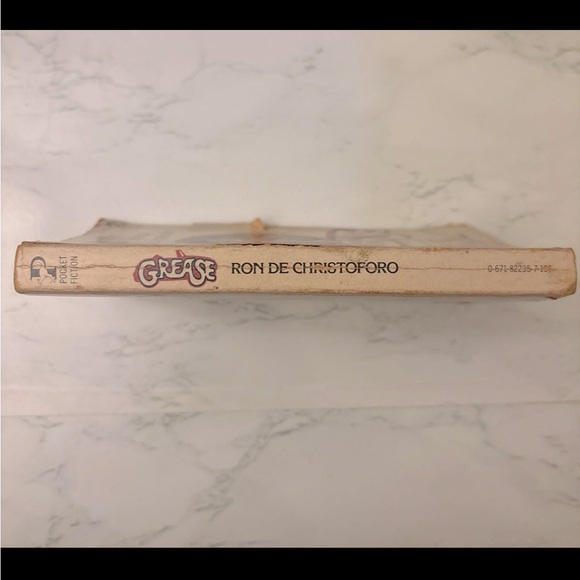 POCKET
FICTION
GREASE
RON DE CHRISTOFORO
0-671-82235-7-195